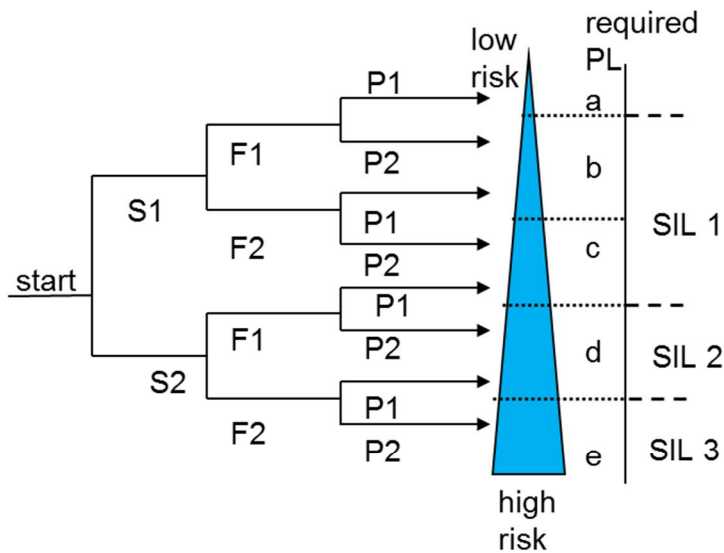 required
PL
low
risk
P1
a
F1
P2
b
S1
P1
SIL 1
F2
c
P2
start
P1
F1
P2
d
SIL 2
S2
P1
F2
P2
e
SIL 3
high
risk